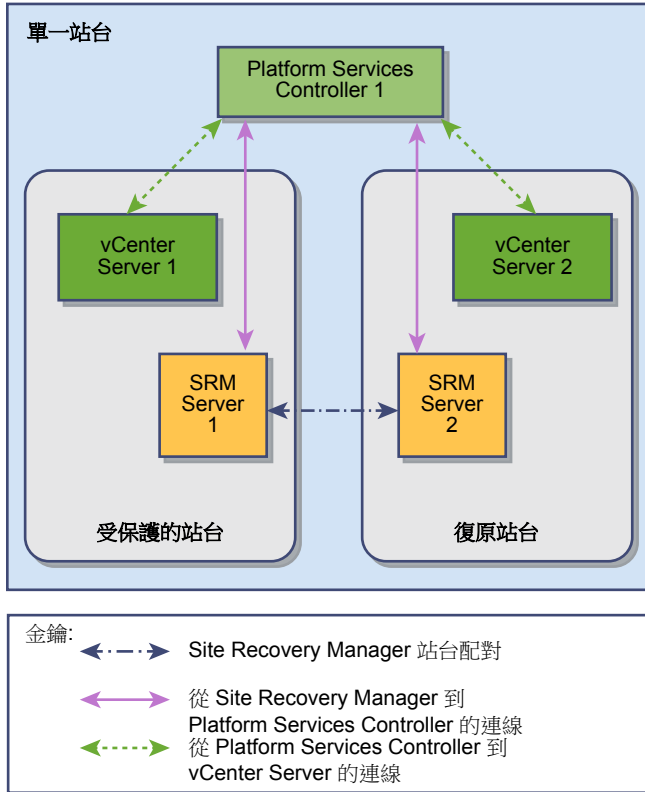 單一站台
Platform Services
Controller 1
vCenter
Server 1
vCenter
Server 2
SRM
Server
1
SRM
Server
2
受保護的站台
復原站台
金鑰:
Site Recovery Manager 站台配對
從 Site Recovery Manager 到
Platform Services Controller 的連線
從 Platform Services Controller 到
vCenter Server 的連線